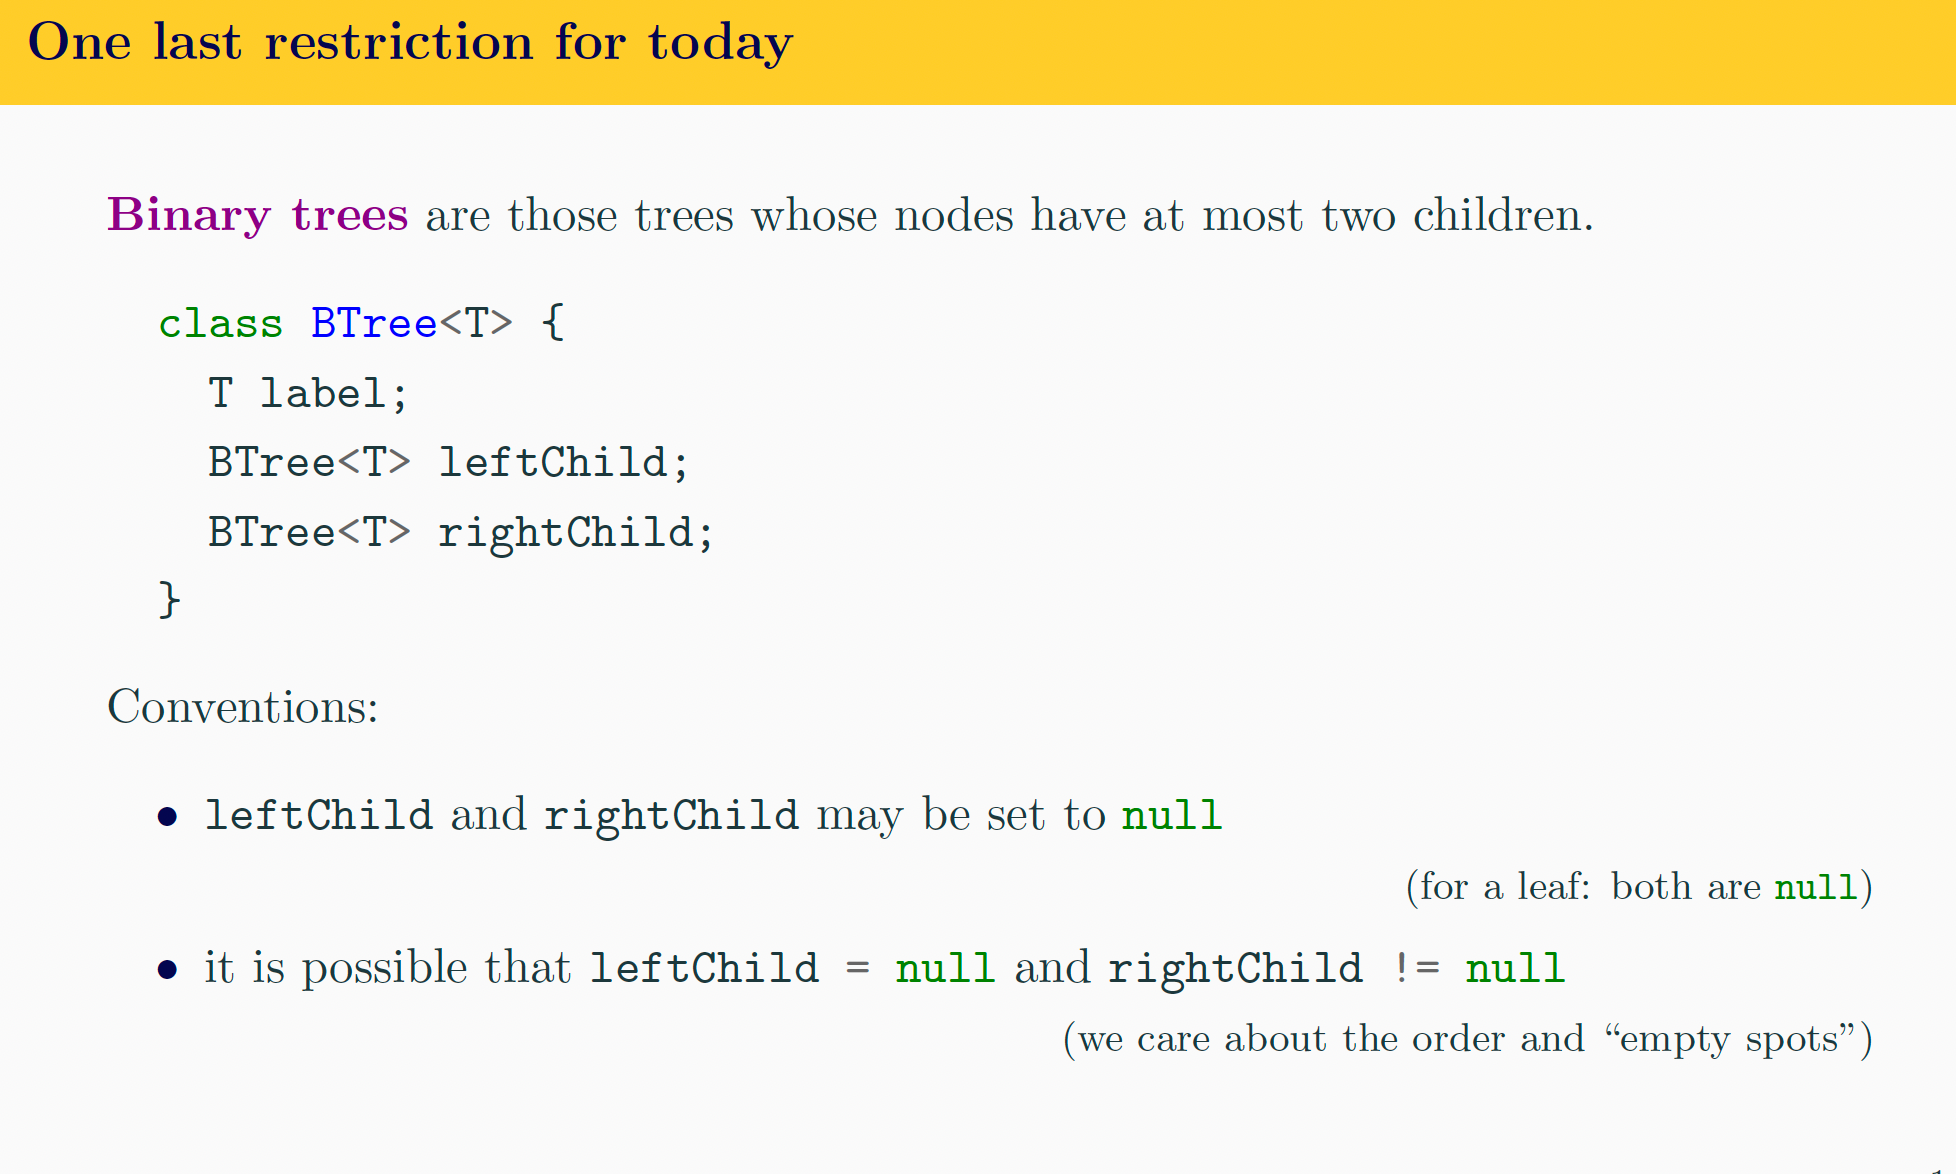 One last restriction for today
Binary trees are those trees whose nodes have at most two children.
class BTree<T> {
T label;
BTree<T> leftChild;
BTree<T> rightChild;
}
Conventions:
• leftChild and rightChild may be set to null
(for a leaf: both are null)
• it is possible that leftChild = null and rightChild != null
(we care about the order and “empty spots”)